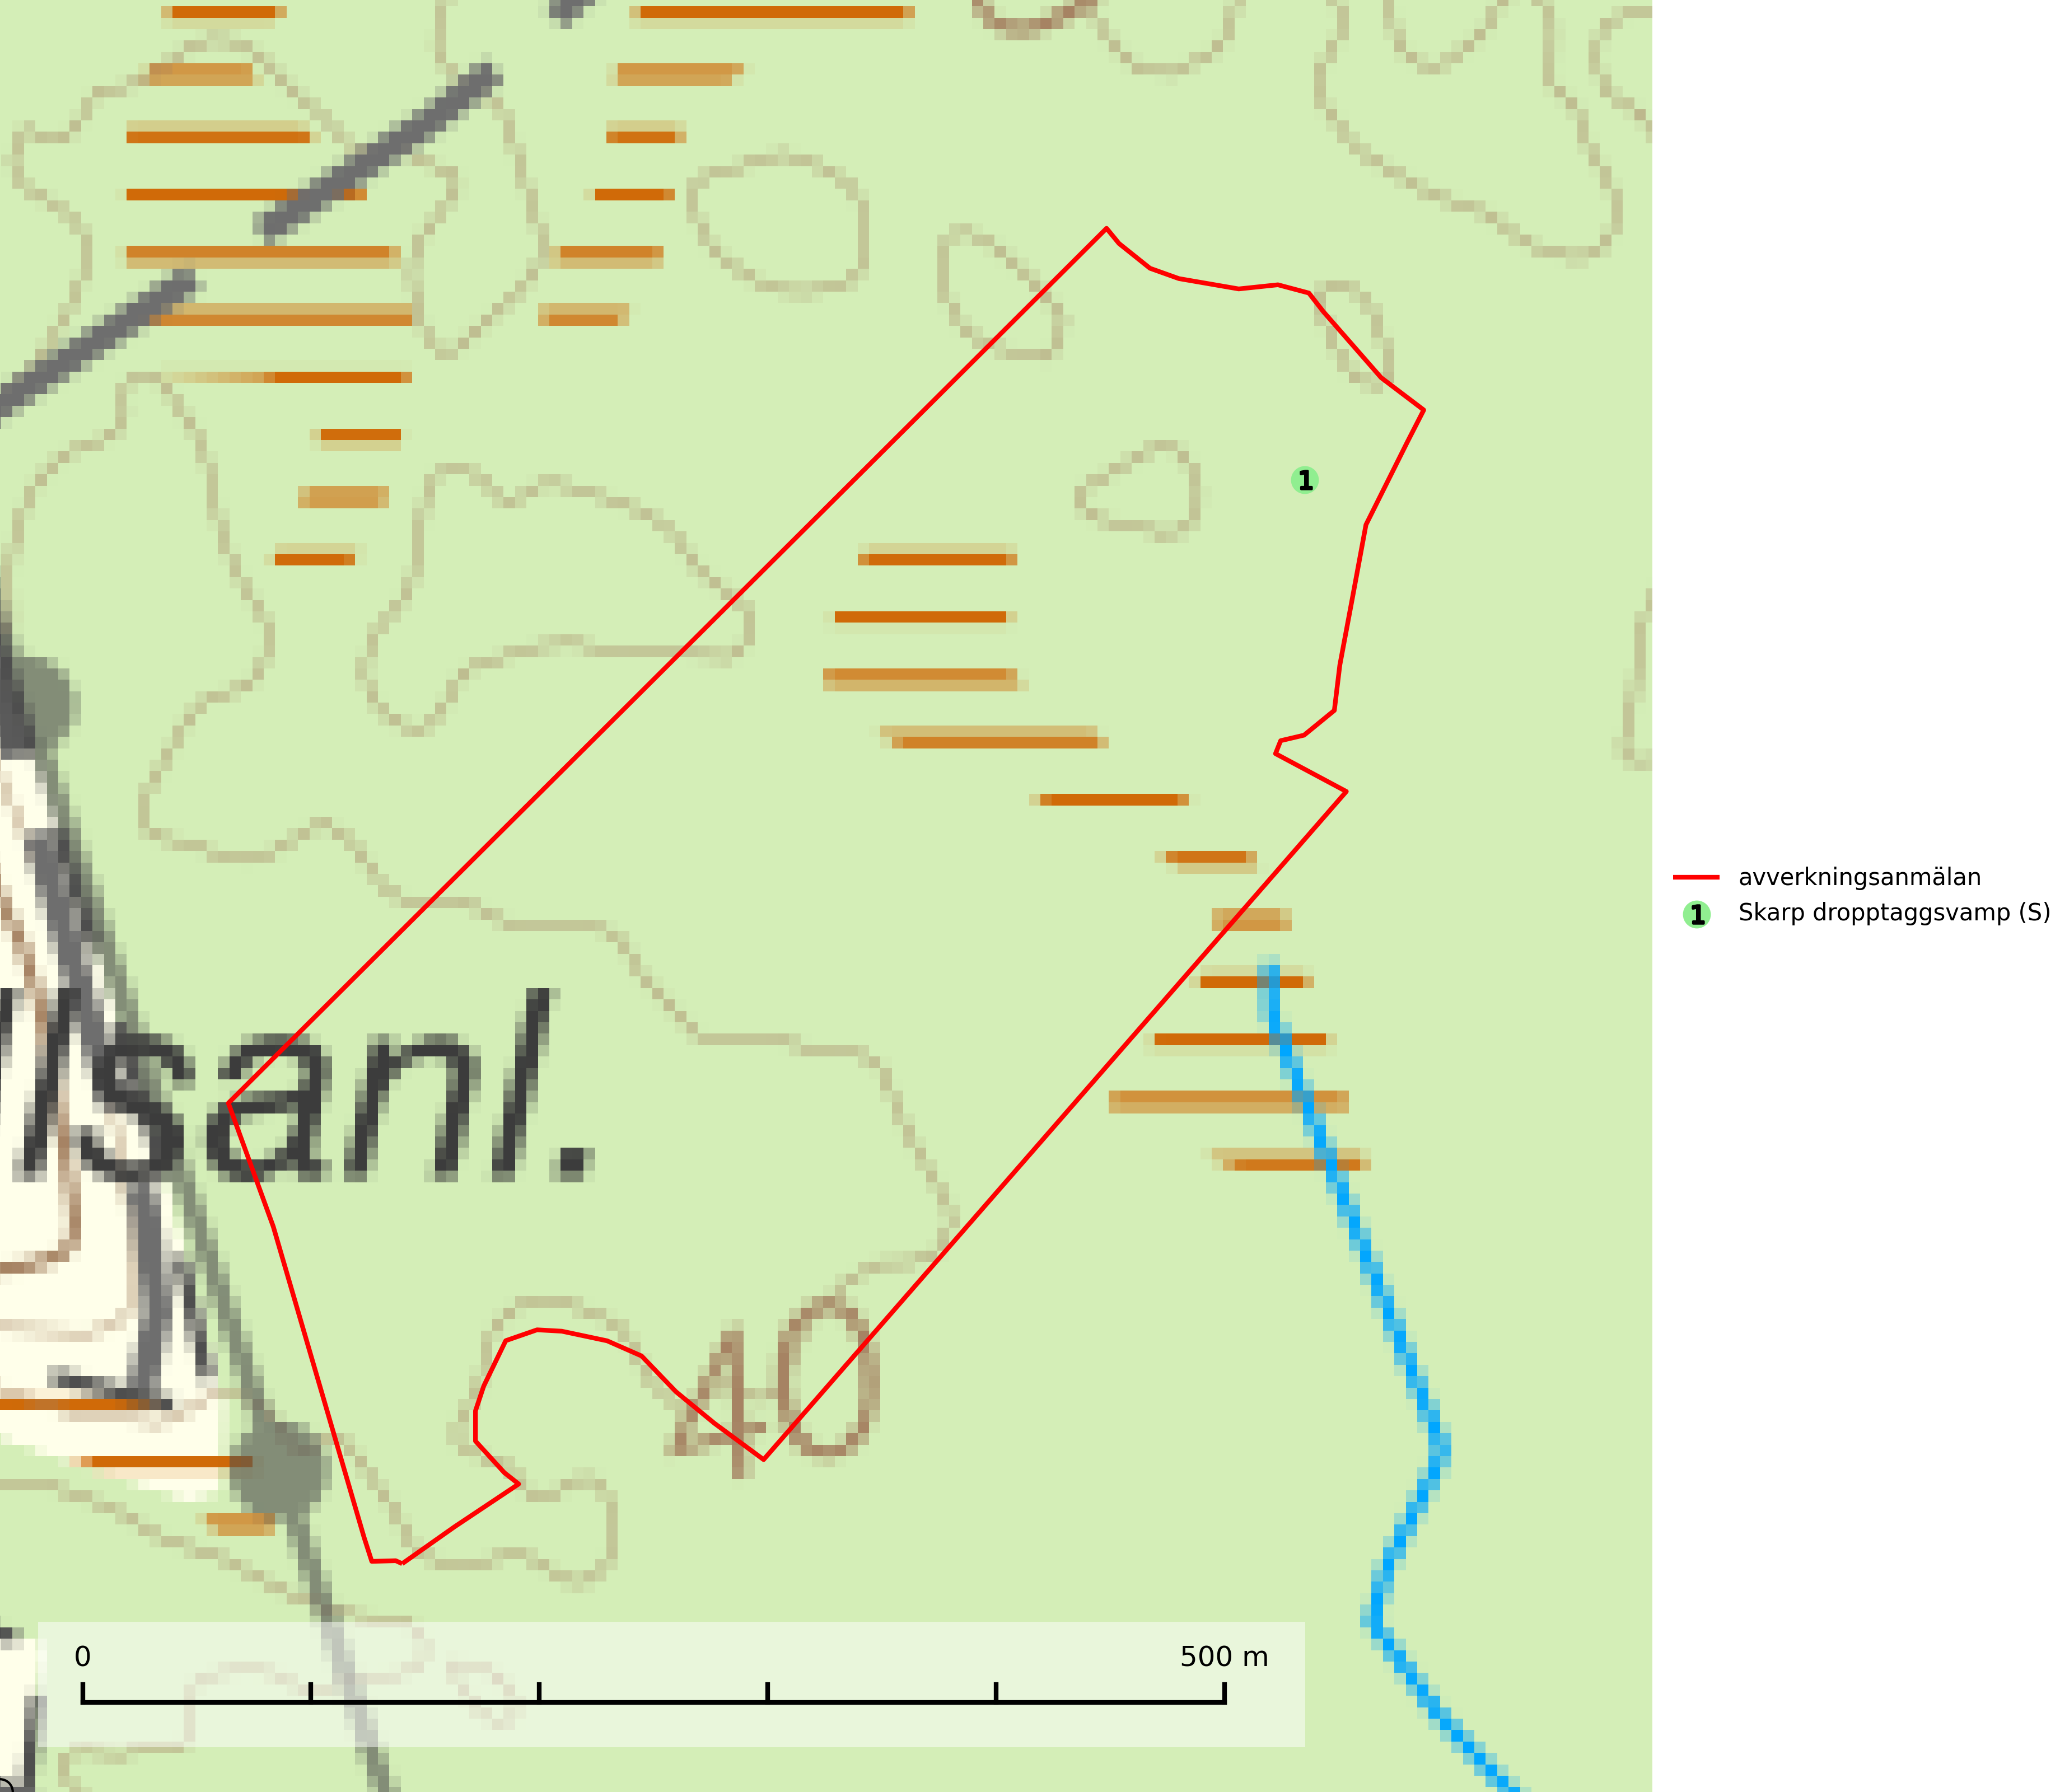 1
sanl.
40
0
500 m
avverkningsanmälan
1 Skarp dropptaggsvamp (S)